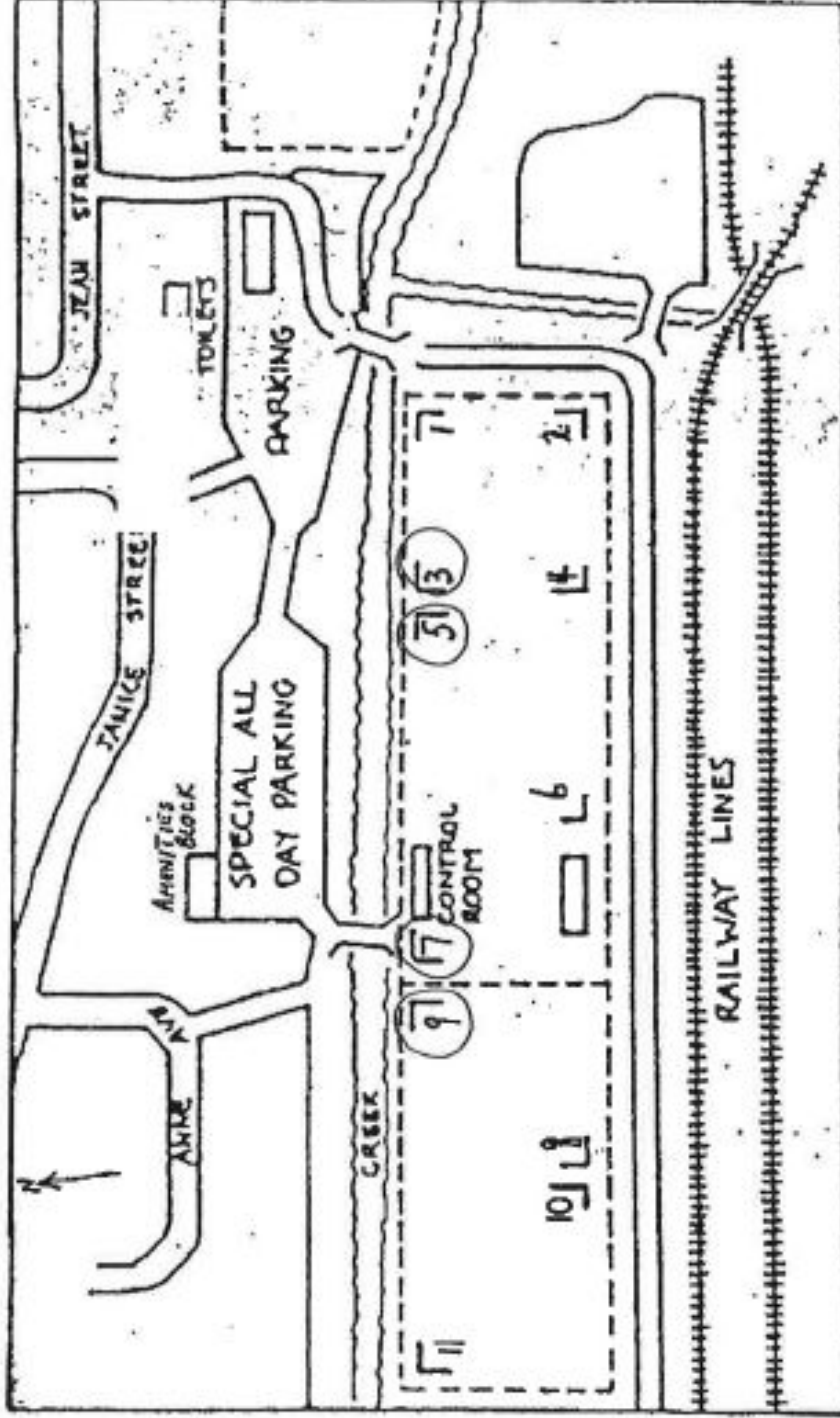 JEAN STREET
TOILETS
PARKING
JANICE STREE
AMENITIES
BLOCK
SPECIAL ALL
DAY PARKING
ANNE AVE
N
CREEK
CONTROL
ROOM
1
2
3
4
5
6
7
8
9
10
11
RAILWAY LINES